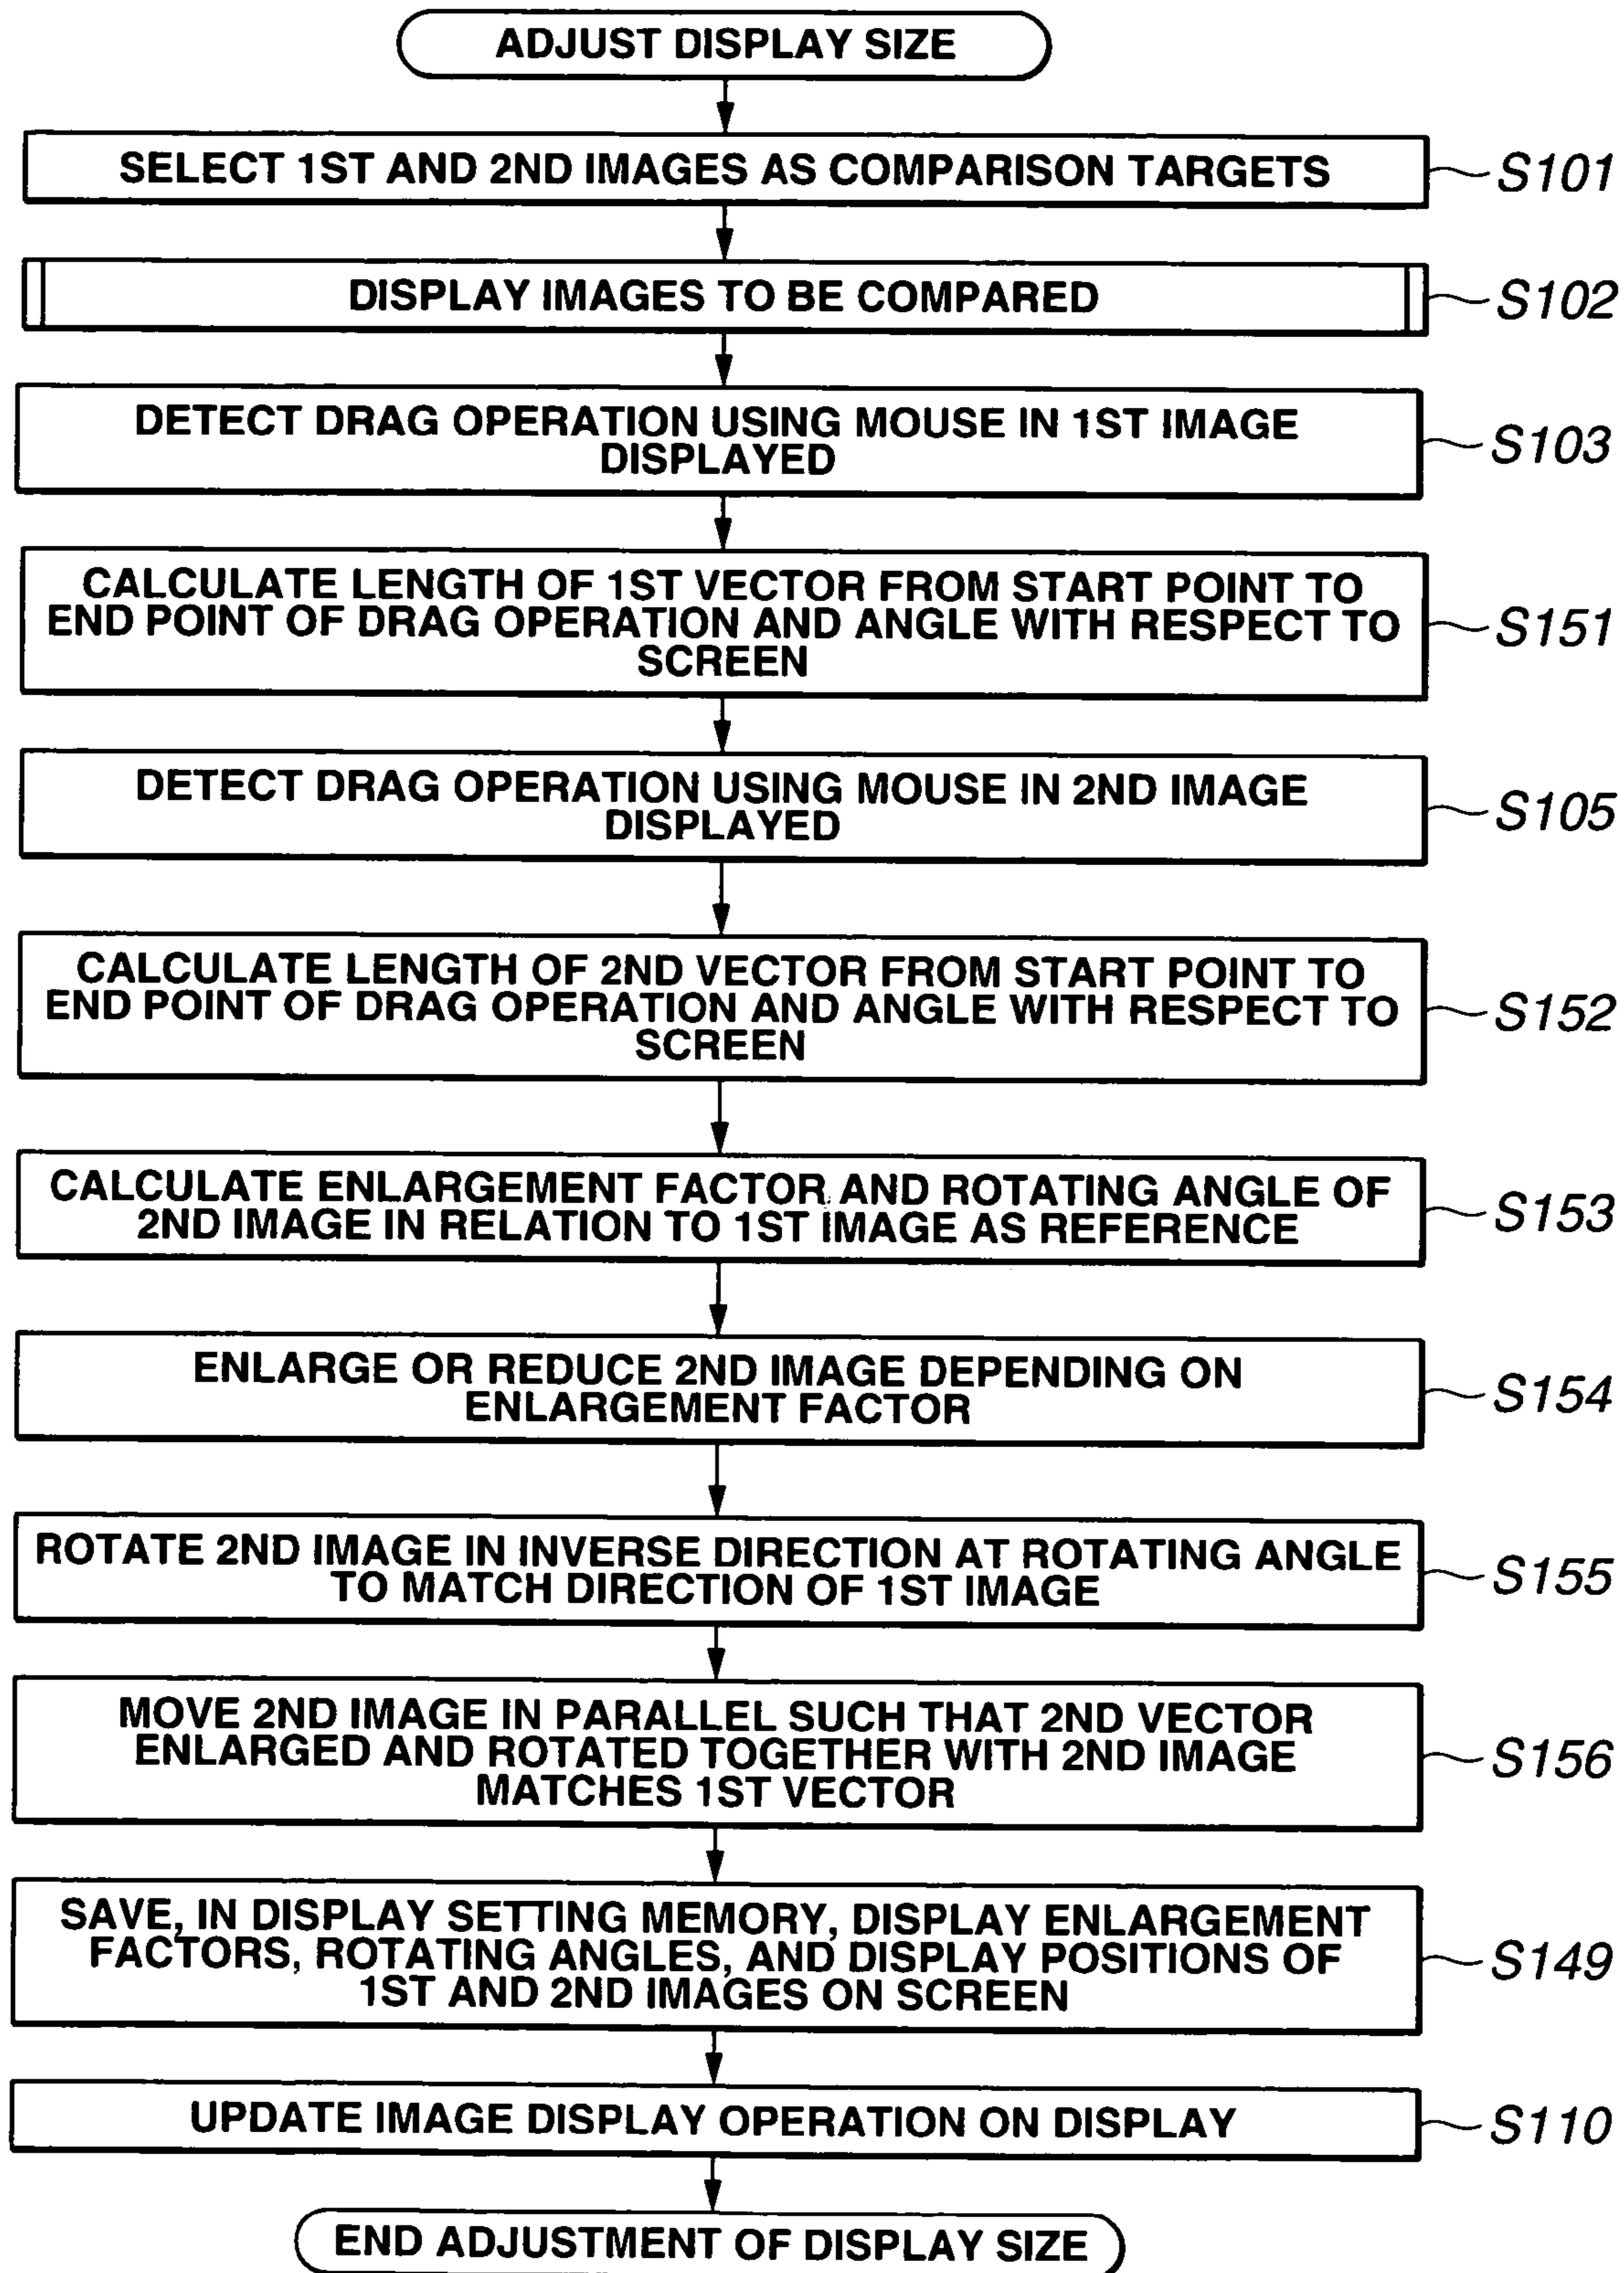 ADJUST DISPLAY SIZE
SELECT 1ST AND 2ND IMAGES AS COMPARISON TARGETS
S101
DISPLAY IMAGES TO BE COMPARED
S102
DETECT DRAG OPERATION USING MOUSE IN 1ST IMAGE
DISPLAYED
S103
CALCULATE LENGTH OF 1ST VECTOR FROM START POINT TO
END POINT OF DRAG OPERATION AND ANGLE WITH RESPECT TO
SCREEN
S151
DETECT DRAG OPERATION USING MOUSE IN 2ND IMAGE
DISPLAYED
S105
CALCULATE LENGTH OF 2ND VECTOR FROM START POINT TO
END POINT OF DRAG OPERATION AND ANGLE WITH RESPECT TO
SCREEN
S152
CALCULATE ENLARGEMENT FACTOR AND ROTATING ANGLE OF
2ND IMAGE IN RELATION TO 1ST IMAGE AS REFERENCE
S153
ENLARGE OR REDUCE 2ND IMAGE DEPENDING ON
ENLARGEMENT FACTOR
S154
ROTATE 2ND IMAGE IN INVERSE DIRECTION AT ROTATING ANGLE
TO MATCH DIRECTION OF 1ST IMAGE
S155
MOVE 2ND IMAGE IN PARALLEL SUCH THAT 2ND VECTOR
ENLARGED AND ROTATED TOGETHER WITH 2ND IMAGE
MATCHES 1ST VECTOR
S156
SAVE, IN DISPLAY SETTING MEMORY, DISPLAY ENLARGEMENT
FACTORS, ROTATING ANGLES, AND DISPLAY POSITIONS OF
1ST AND 2ND IMAGES ON SCREEN
S149
UPDATE IMAGE DISPLAY OPERATION ON DISPLAY
S110
END ADJUSTMENT OF DISPLAY SIZE